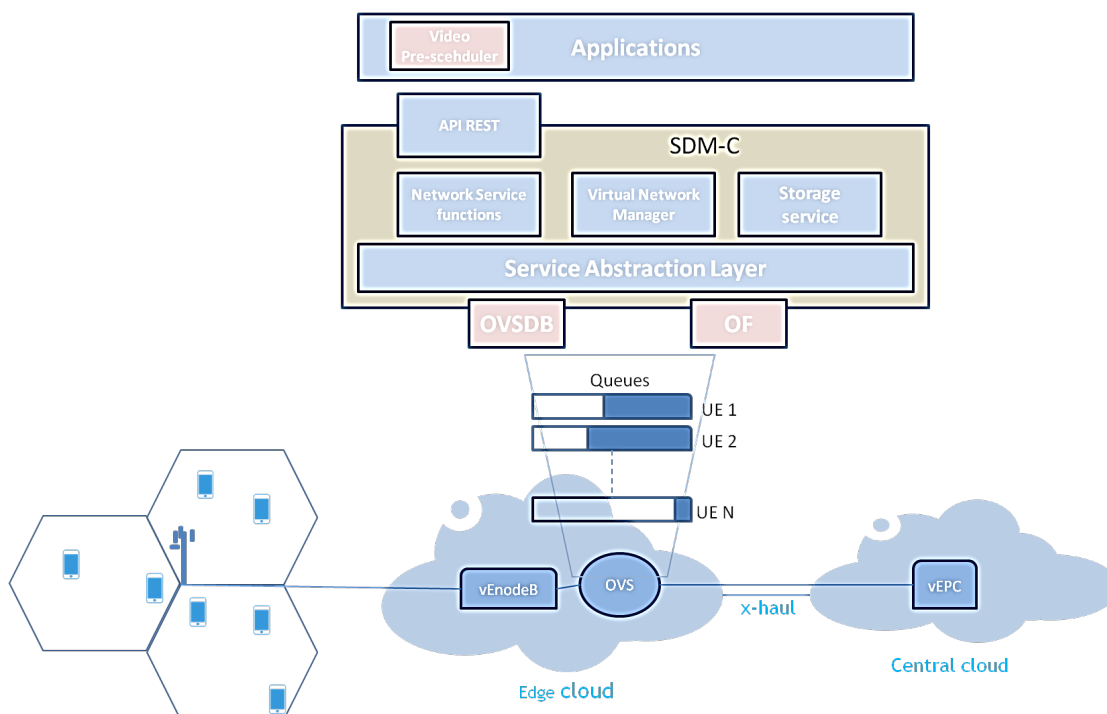 Video
Pre-scehduler
Applications
API REST
SDM-C
Network Service
functions
Virtual Network
Manager
Storage
service
Service Abstraction Layer
OVSDB
OF
Queues
UE 1
UE 2
UE N
vEnodeB
OVS
vEPC
x-haul
Edge cloud
Central cloud